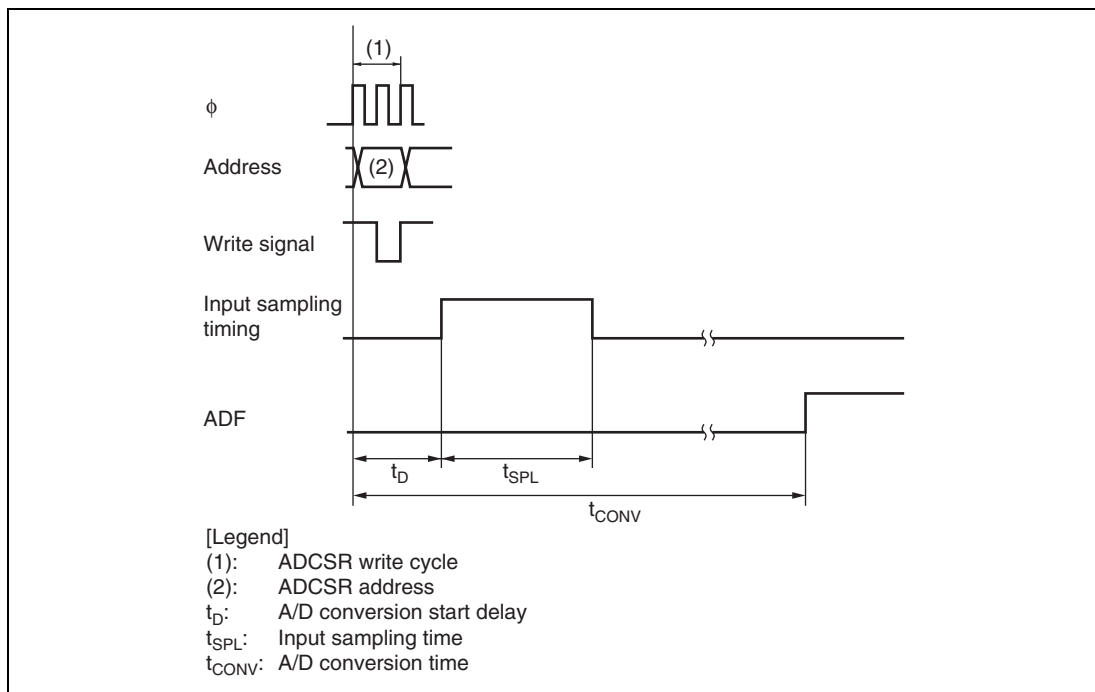 (1)
ϕ
Address
(2)
Write signal
Input sampling
timing
ADF
tD
tSPL
tCONV
[Legend]
(1): ADCSR write cycle
(2): ADCSR address
tD: A/D conversion start delay
tSPL: Input sampling time
tCONV: A/D conversion time